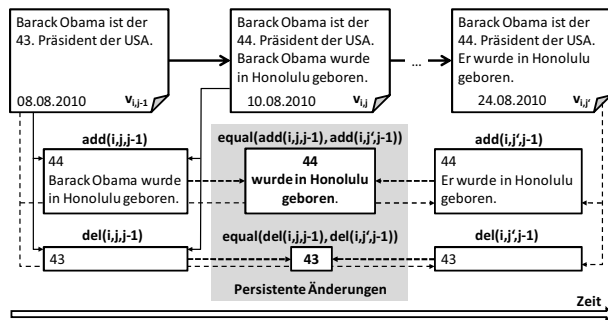 Barack Obama ist der
43. Präsident der USA.
08.08.2010 v i,j-1
Barack Obama ist der
44. Präsident der USA.
Barack Obama wurde
in Honolulu geboren.
10.08.2010 v i,j
...
Barack Obama ist der
44. Präsident der USA.
Er wurde in Honolulu
geboren.
24.08.2010 v i,j'
add(i,j,j-1)
44
Barack Obama wurde
in Honolulu geboren.
equal(add(i,j,j-1), add(i,j',j-1))
44
wurde in Honolulu
geboren.
add(i,j',j-1)
44
Er wurde in Honolulu
geboren.
del(i,j,j-1)
43
equal(del(i,j,j-1), del(i,j',j-1))
43
del(i,j',j-1)
43
Persistente Änderungen
Zeit